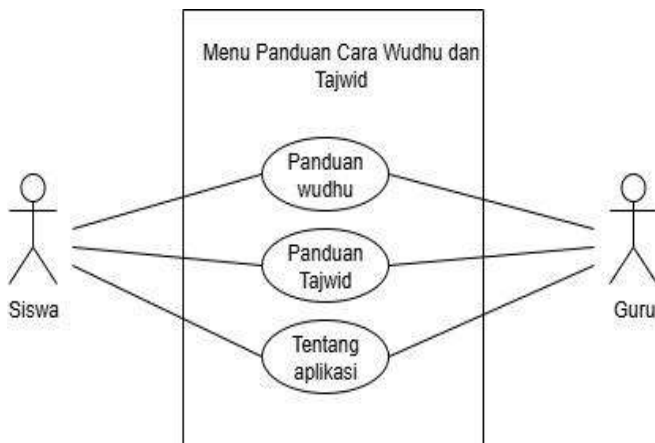 Menu Panduan Cara Wudhu dan
Tajwid
Panduan
wudhu
Panduan
Tajwid
Siswa
Guru
Tentang
aplikasi